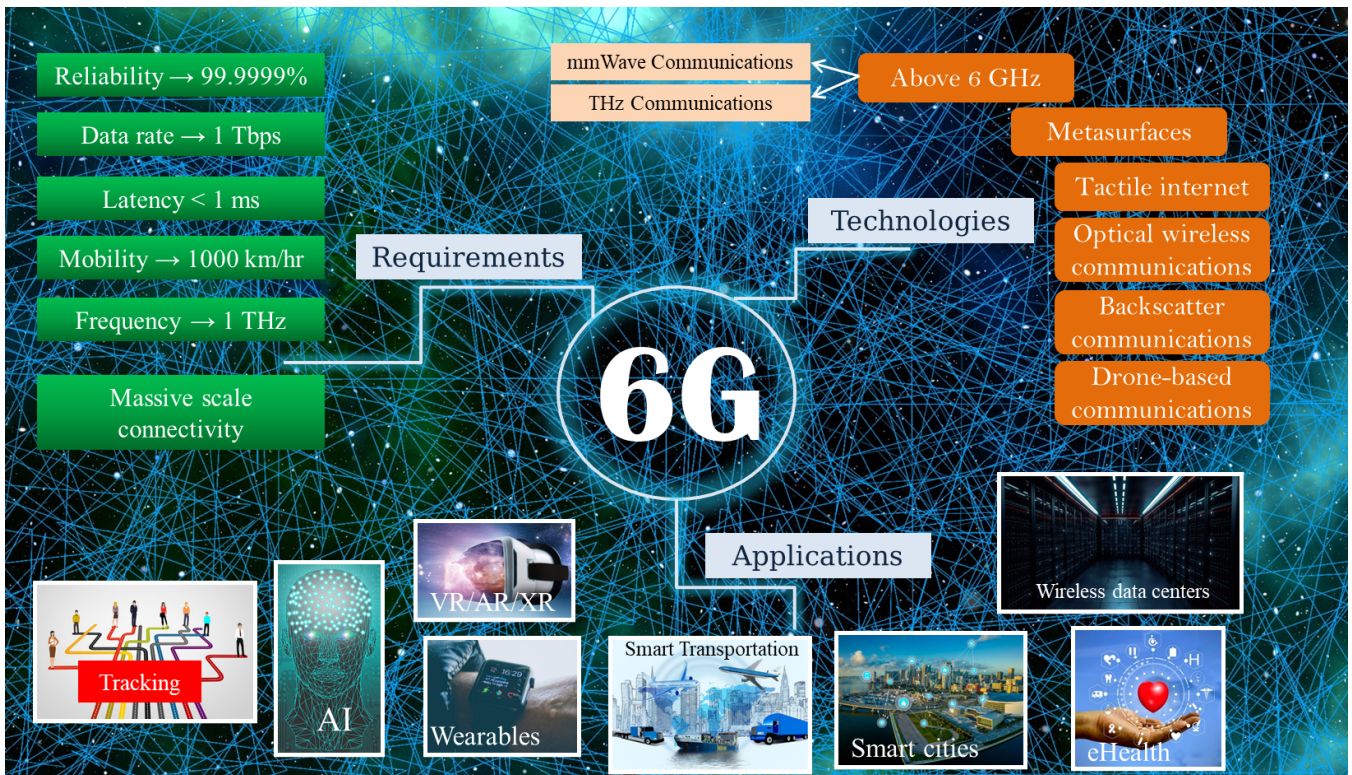 Reliability → 99.9999%
Data rate → 1 Tbps
Latency < 1 ms
Mobility → 1000 km/hr
Frequency → 1 THz
Massive scale
connectivity
Requirements
mmWave Communications
THz Communications
Above 6 GHz
Metasurfaces
Tactile internet
Optical wireless
communications
Backscatter
communications
Drone-based
communications
Technologies
6G
Applications
Tracking
AI
VR/AR/XR
16:29
Wearables
Smart Transportation
Smart cities
Wireless data centers
H
eHealth